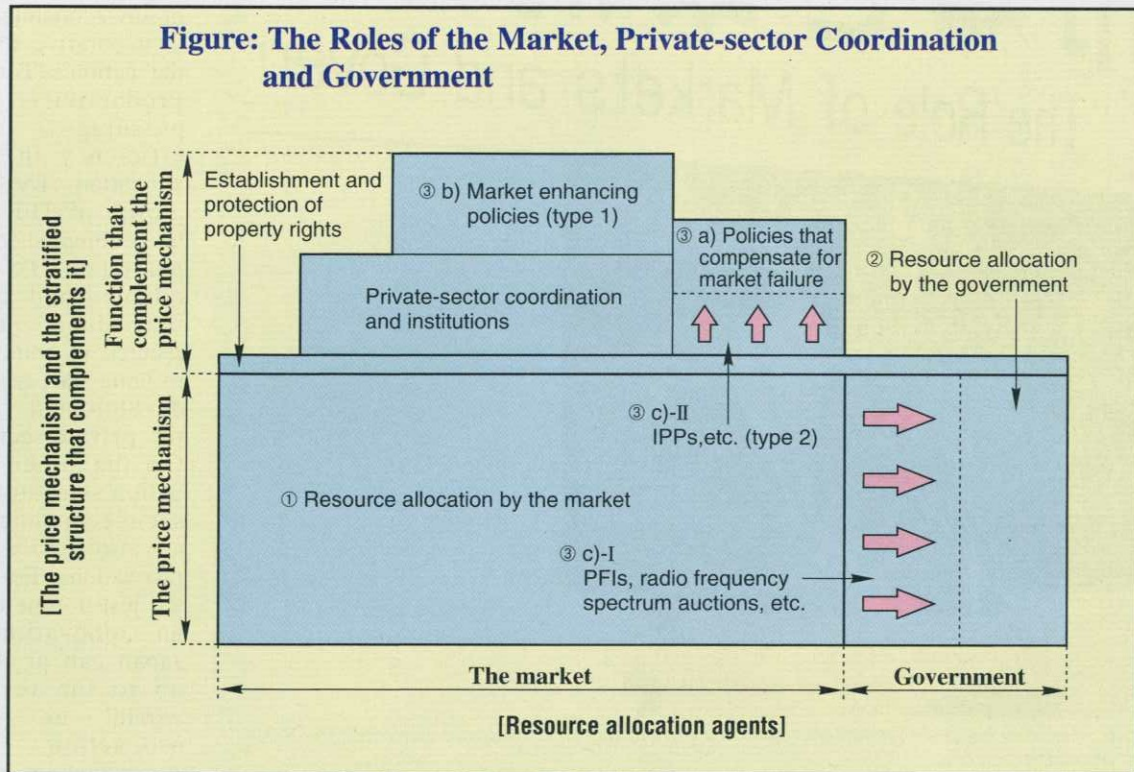 Figure: The Roles of the Market, Private-sector Coordination
and Government
Function that
complement the
price mechanism
Establishment and
protection of
property rights
③ b) Market enhancing
policies (type 1)
③ a) Policies that
compensate for
market failure
② Resource allocation
by the government
Private-sector coordination
and institutions
[The price mechanism and the stratified
structure that complements it]
The price mechanism
③ c)-II
IPPs,etc. (type 2)
① Resource allocation by the market
③ c)-I
PFIs, radio frequency
spectrum auctions, etc.
The market
Government
[Resource allocation agents]